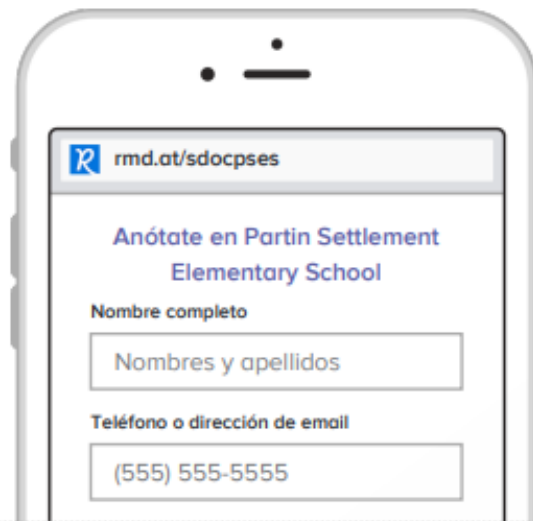 rmd.at/sdocpses
Anótate en Partin Settlement
Elementary School
Nombre completo
Nombres y apellidos
Teléfono o dirección de email
(555) 555-5555